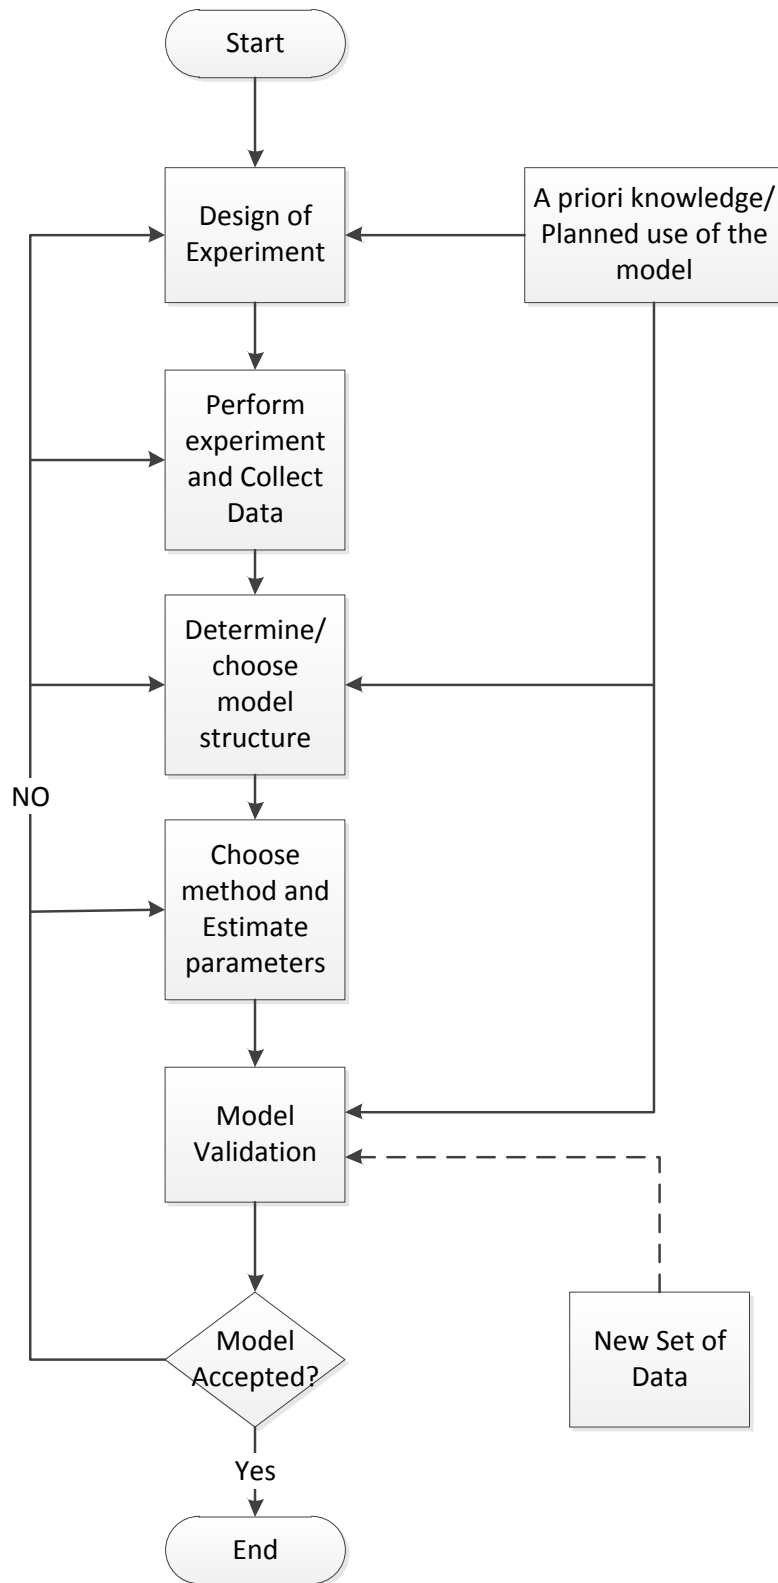 Start
Design of
Experiment
A priori knowledge/
Planned use of the
model
Perform
experiment
and Collect
Data
Determine/
choose
model
structure
NO
Choose
method and
Estimate
parameters
Model
Validation
Model
Accepted?
New Set of
Data
Yes
End